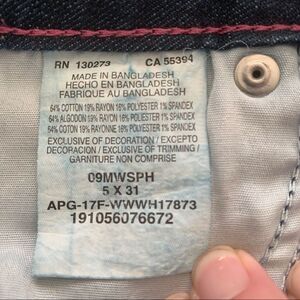 RN 130273 CA 55394
MADE IN BANGLADESH
HECHO EN BANGLADESH
FABRIQUE AU BANGLADESH
64% COTTON 19% RAYON 16% POLYESTER 1% SPANDEX
64% ALGODON 19% RAYON 16% POLIESTER 1% SPANDEX
64% COTON 19% RAYONNE 16% POLYESTER 1% SPANDEX
EXCLUSIVE OF DECORATION / EXCEPTO
DECORACION / EXCLUSIVE OF TRIMMING /
GARNITURE NON COMPRISE
09MWSPH
5 X 31
APG-17F-WWWH17873
191056076672